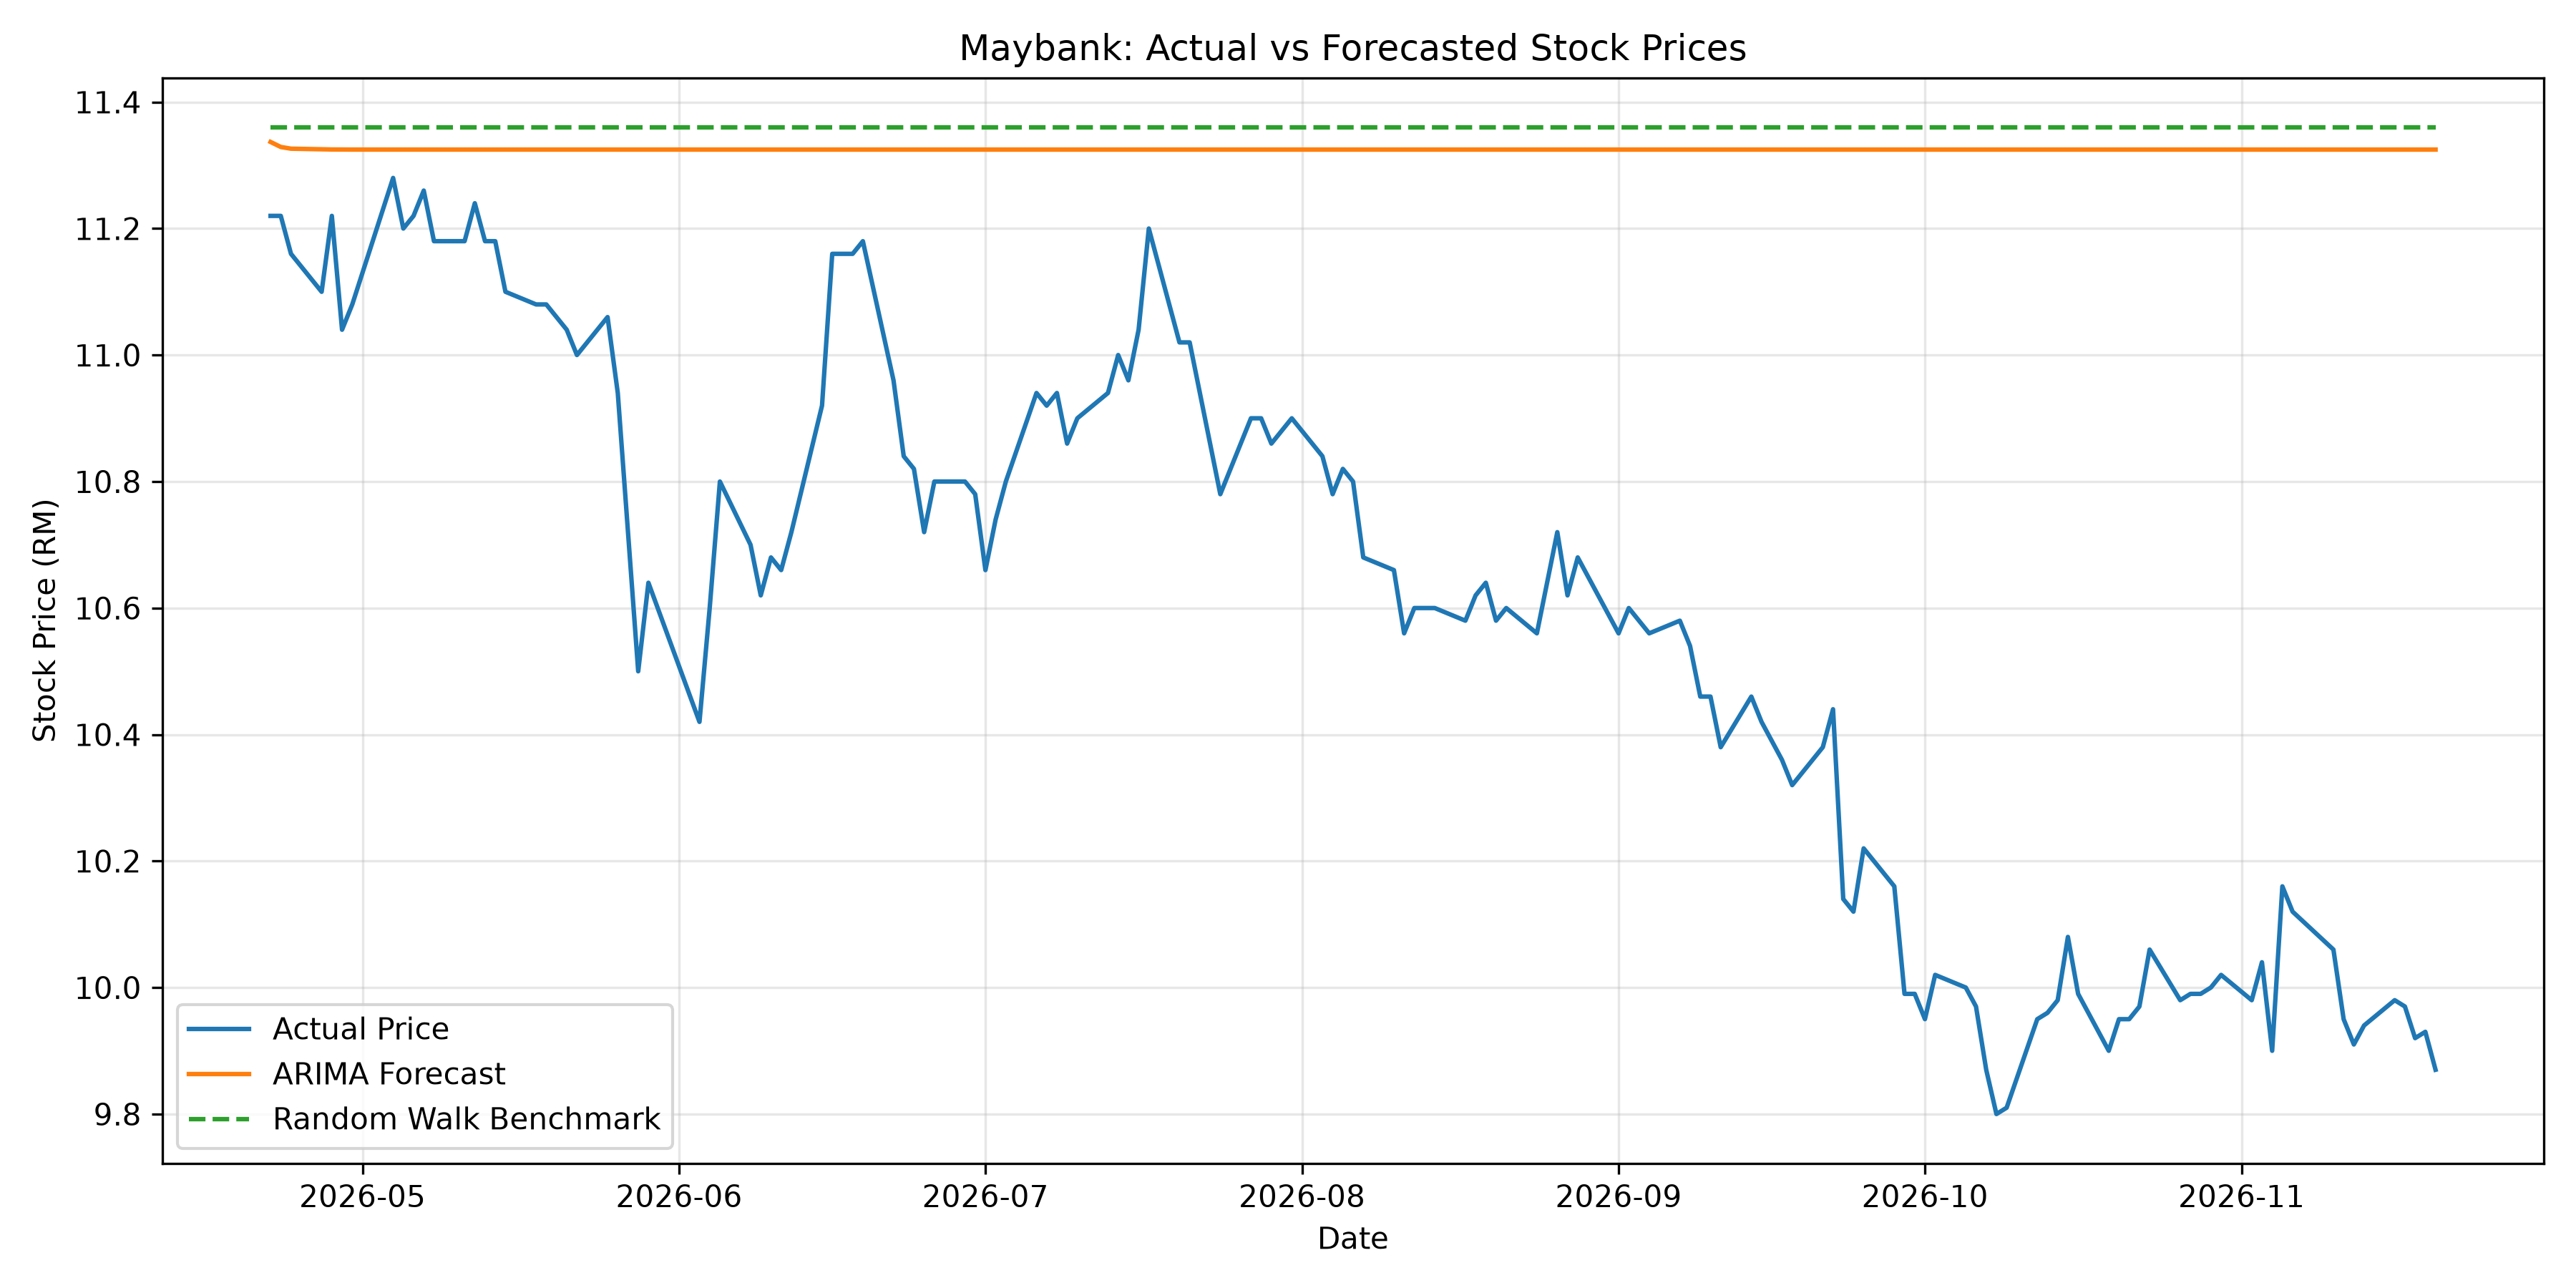 Maybank: Actual vs Forecasted Stock Prices
Stock Price (RM)
11.4
11.2
11.0
10.8
10.6
10.4
10.2
10.0
9.8
Actual Price
ARIMA Forecast
Random Walk Benchmark
2026-05 2026-06 2026-07 2026-08 2026-09 2026-10 2026-11
Date